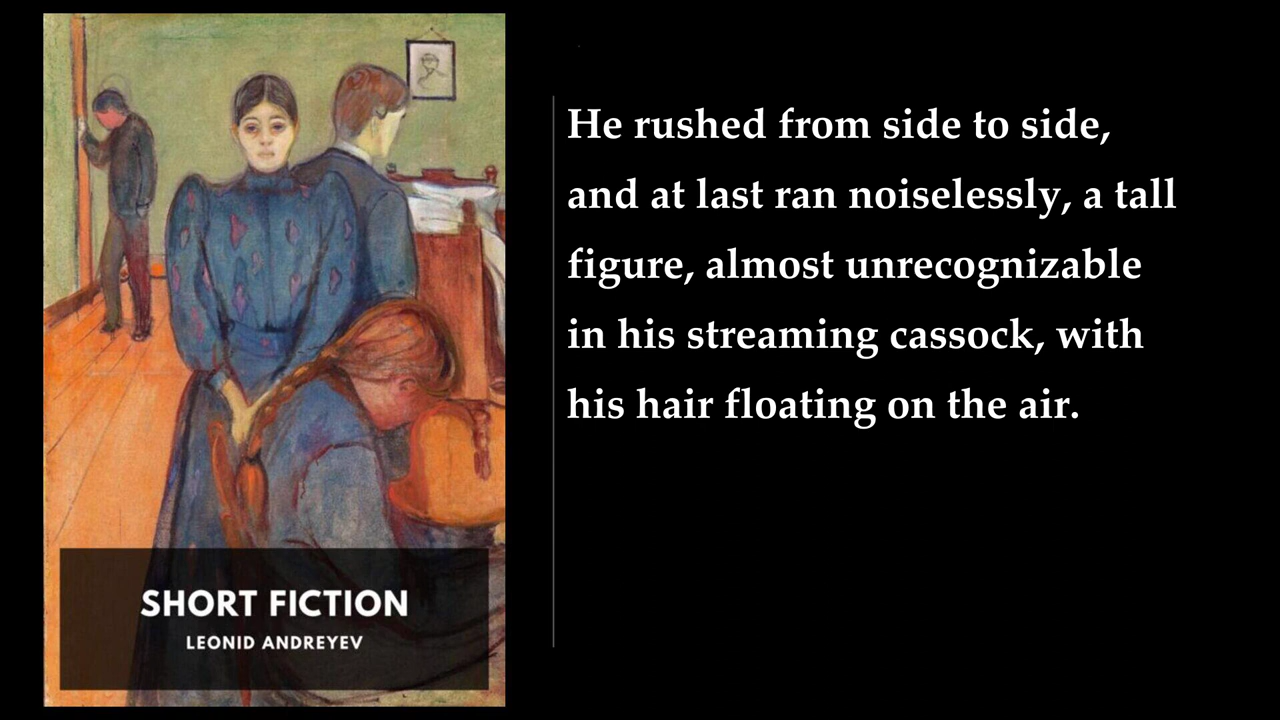 He rushed from side to side,
and at last ran noiselessly, a tall
figure, almost unrecognizable
in his streaming cassock, with
his hair floating on the air.
SHORT FICTION
LEONID ANDREYEV